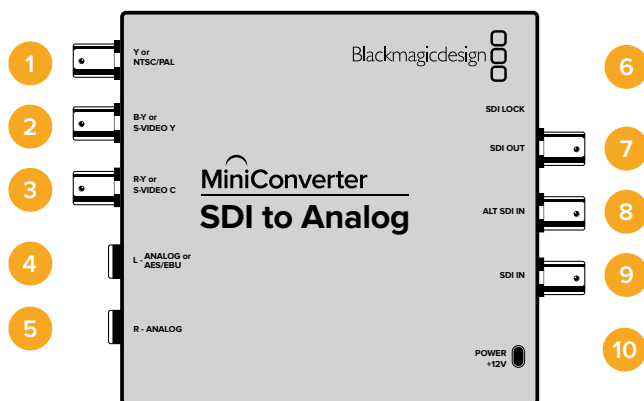 1
Y or
NTSC/PAL
2
B-Y or
S-VIDEO Y
3
R-Y or
S-VIDEO C
4
L - ANALOG or
AES/EBU
5
R - ANALOG
Blackmagicdesign
MiniConverter
SDI to Analog
6
SDI LOCK
7
SDI OUT
8
ALT SDI IN
9
SDI IN
10
POWER
+12V